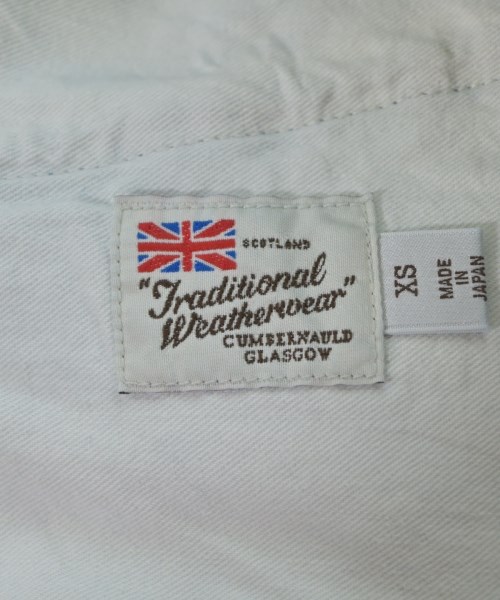 SCOTLAND
"Traditional
Weatherwear"
CUMBERNAULD
GLASGOW
XS
MADE
IN
JAPAN